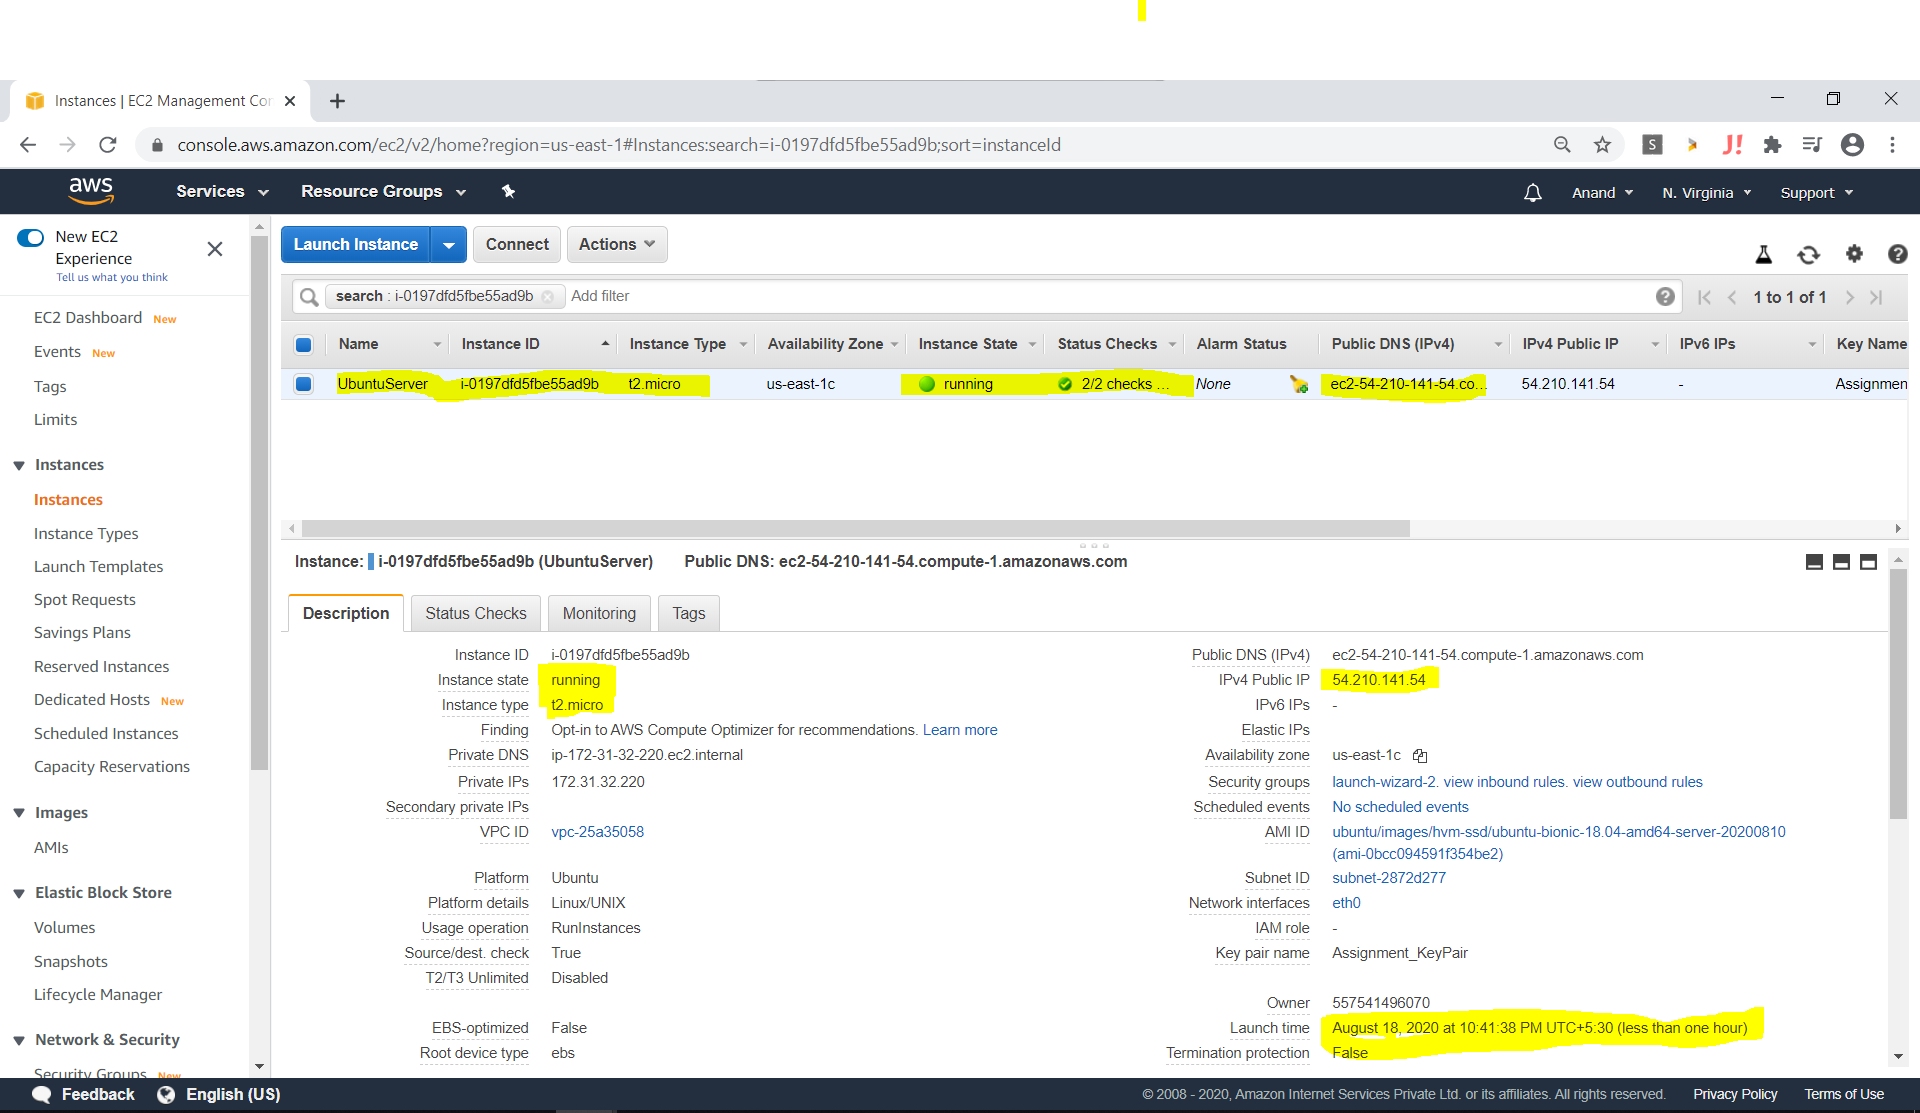 Instances | EC2 Management Cor
console.aws.amazon.com/ec2/v2/home?region=us-east-1#Instances:search=i-0197dfd5fbe55ad9b;sort=instanceId
S J!
aws Services Resource Groups Anand N. Virginia Support
New EC2 Experience
Tell us what you think
EC2 Dashboard New
Events New
Tags
Limits
Instances
Instances
Instance Types
Launch Templates
Spot Requests
Savings Plans
Reserved Instances
Dedicated Hosts New
Scheduled Instances
Capacity Reservations
Images
AMIs
Elastic Block Store
Volumes
Snapshots
Lifecycle Manager
Network & Security
Security Groups New
Launch Instance Connect Actions
search : i-0197dfd5fbe55ad9b Add filter 1 to 1 of 1
Name Instance ID Instance Type Availability Zone Instance State Status Checks Alarm Status Public DNS (IPv4) IPv4 Public IP IPv6 IPs Key Name
UbuntuServer i-0197dfd5fbe55ad9b t2.micro us-east-1c running 2/2 checks ... None ec2-54-210-141-54.co... 54.210.141.54 - Assignmen
Instance: i-0197dfd5fbe55ad9b (UbuntuServer) Public DNS: ec2-54-210-141-54.compute-1.amazonaws.com
Description Status Checks Monitoring Tags
Instance ID i-0197dfd5fbe55ad9b
Instance state running
Instance type t2.micro
Finding Opt-in to AWS Compute Optimizer for recommendations. Learn more
Private DNS ip-172-31-32-220.ec2.internal
Private IPs 172.31.32.220
Secondary private IPs
VPC ID vpc-25a35058
Platform Ubuntu
Platform details Linux/UNIX
Usage operation RunInstances
Source/dest. check True
T2/T3 Unlimited Disabled
EBS-optimized False
Root device type ebs
Public DNS (IPv4) ec2-54-210-141-54.compute-1.amazonaws.com
IPv4 Public IP 54.210.141.54
IPv6 IPs -
Elastic IPs
Availability zone us-east-1c
Security groups launch-wizard-2. view inbound rules. view outbound rules
Scheduled events No scheduled events
AMI ID ubuntu/images/hvm-ssd/ubuntu-bionic-18.04-amd64-server-20200810
(ami-0bcc094591f354be2)
Subnet ID subnet-2872d277
Network interfaces eth0
IAM role -
Key pair name Assignment_KeyPair
Owner 557541496070
Launch time August 18, 2020 at 10:41:38 PM UTC+5:30 (less than one hour)
Termination protection False
Feedback English (US) © 2008 - 2020, Amazon Internet Services Private Ltd. or its affiliates. All rights reserved. Privacy Policy Terms of Use